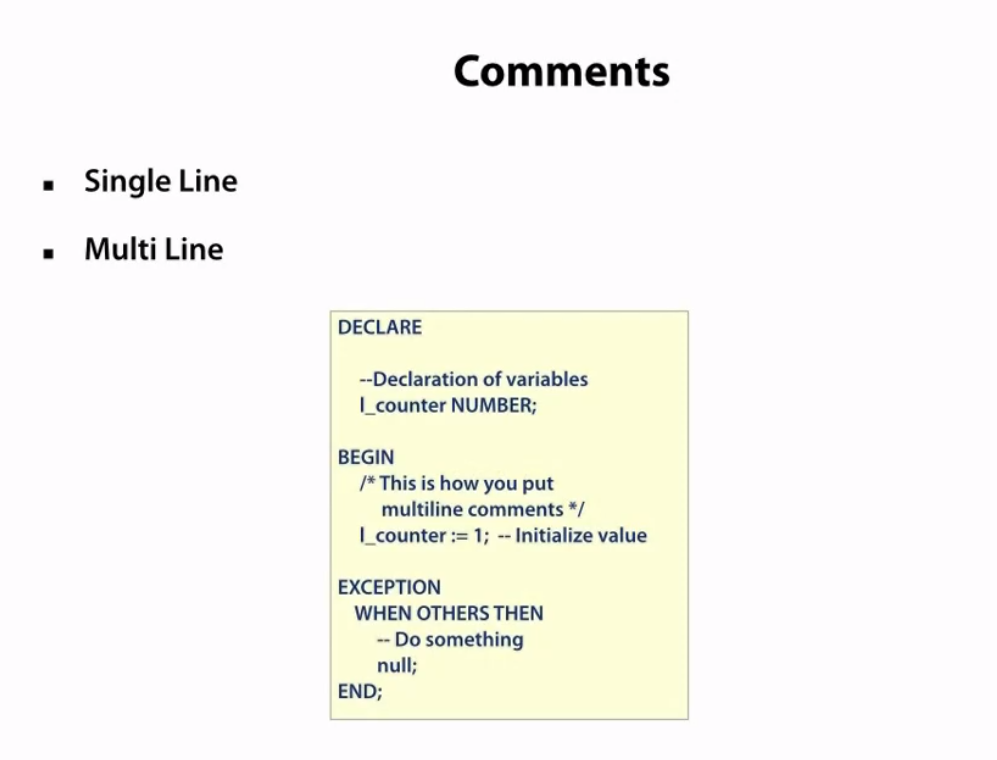 Comments
▪ Single Line
▪ Multi Line
DECLARE
--Declaration of variables
l_counter NUMBER;
BEGIN
/* This is how you put
multiline comments */
l_counter := 1; -- Initialize value
EXCEPTION
WHEN OTHERS THEN
-- Do something
null;
END;